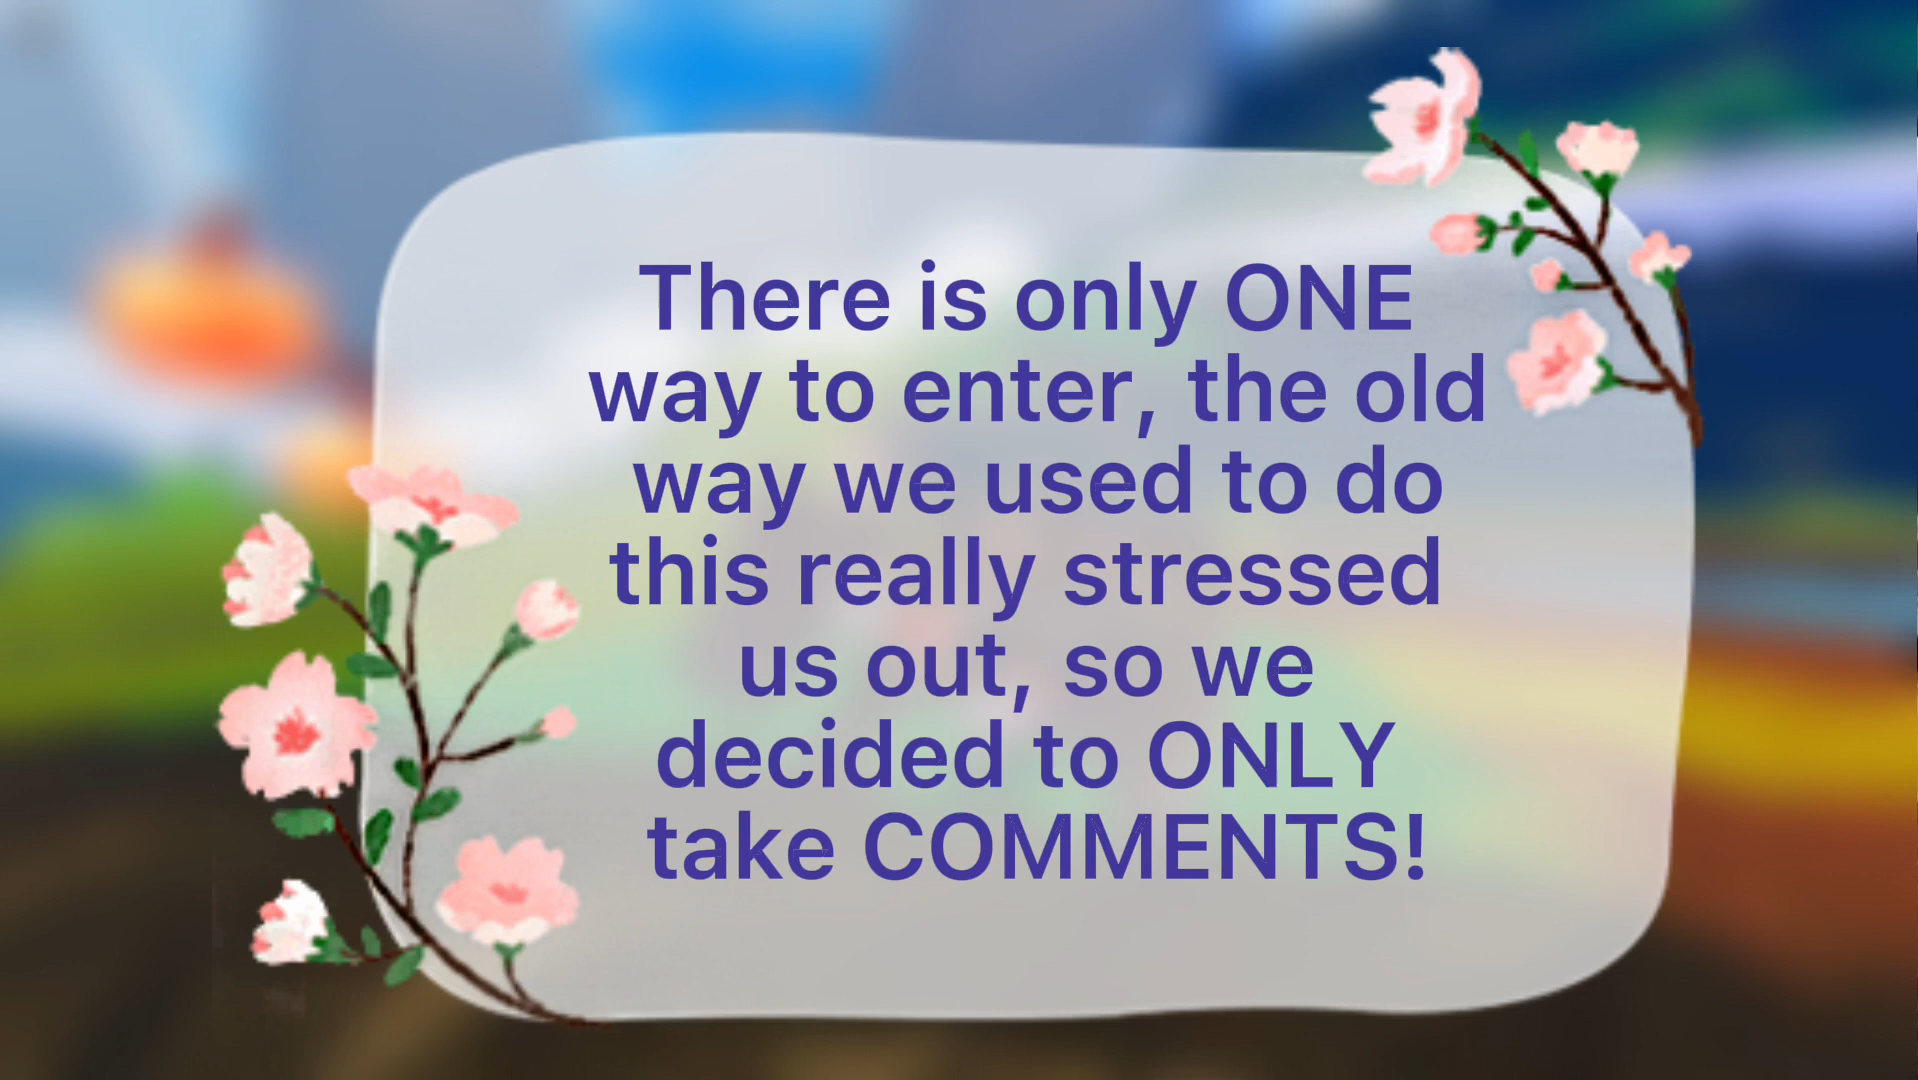 There is only ONE
way to enter, the old
way we used to do
this really stressed
us out, so we
decided to ONLY
take COMMENTS!